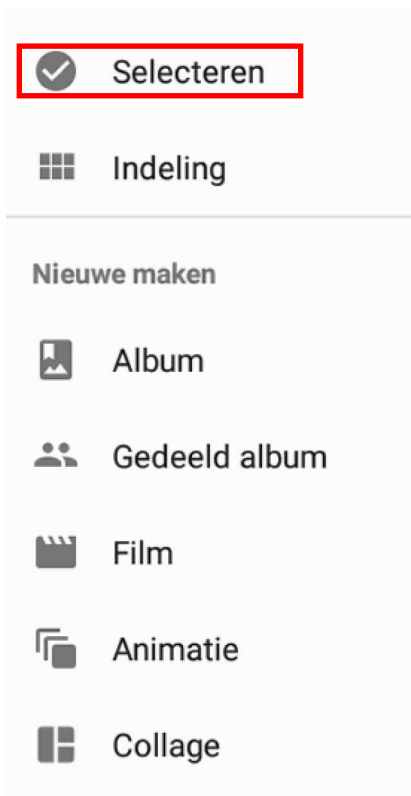 Selecteren
Indeling
Nieuwe maken
Album
Gedeeld album
Film
Animatie
Collage